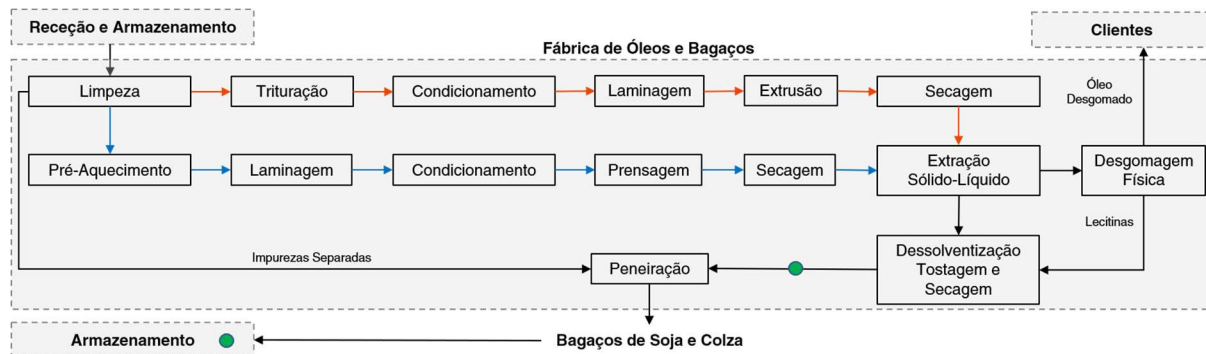 Receção e Armazenamento
Clientes
Fábrica de Óleos e Bagaços
Limpeza
Trituração
Condicionamento
Laminagem
Extrusão
Secagem
Óleo
Desgomado
Pré-Aquecimento
Laminagem
Condicionamento
Prensagem
Secagem
Extração
Sólido-Líquido
Desgomagem
Física
Lecitinas
Impurezas Separadas
Peneiração
Dessolventização
Tostagem e
Secagem
Armazenamento
Bagaços de Soja e Colza